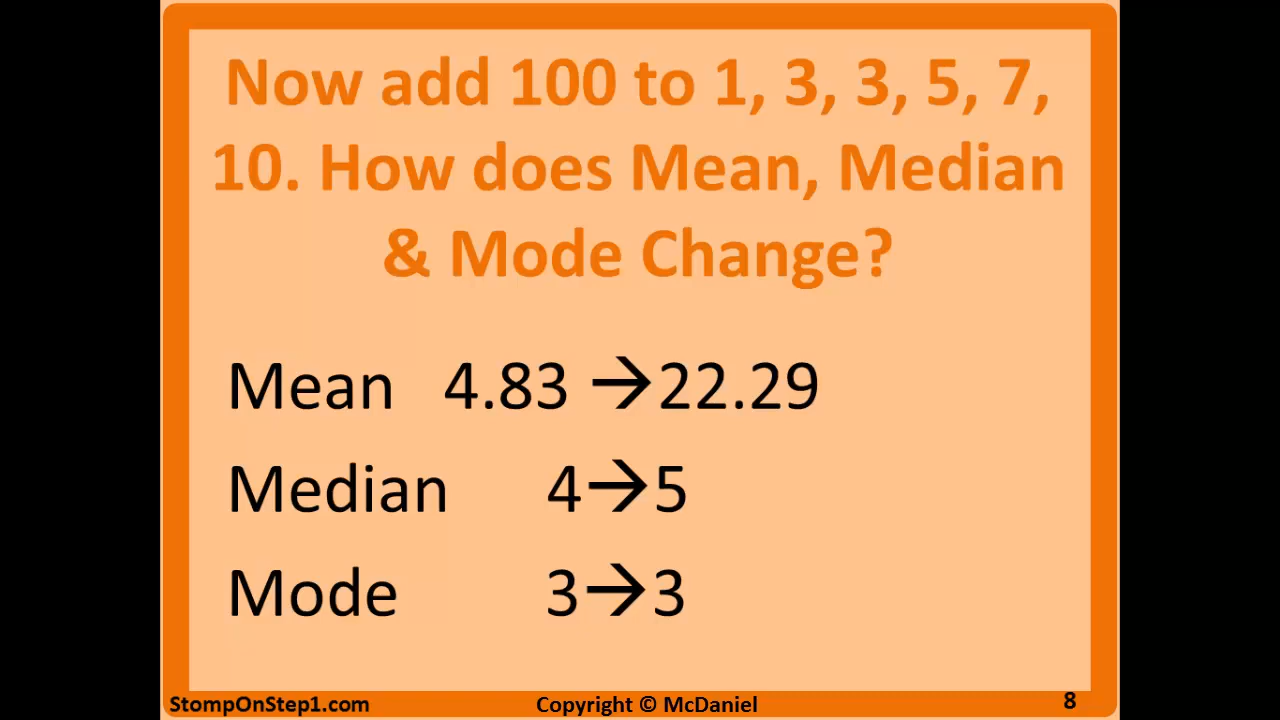 Now add 100 to 1, 3, 3, 5, 7,
10. How does Mean, Median
& Mode Change?
Mean 4.83 →22.29
Median 4→5
Mode 3→3
StompOnStep1.com Copyright © McDaniel 8